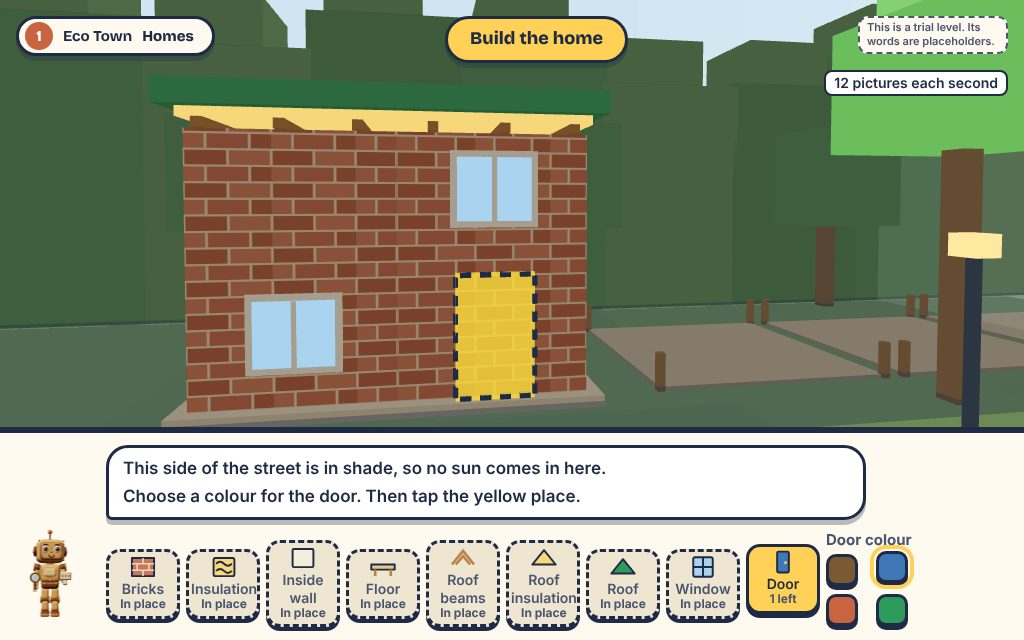 1 Eco Town Homes
Build the home
This is a trial level. Its
words are placeholders.
12 pictures each second
This side of the street is in shade, so no sun comes in here.
Choose a colour for the door. Then tap the yellow place.
Bricks
In place
Insulation
In place
Inside
wall
In place
Floor
In place
Roof
beams
In place
Roof
insulation
In place
Roof
In place
Window
In place
Door
1 left
Door colour